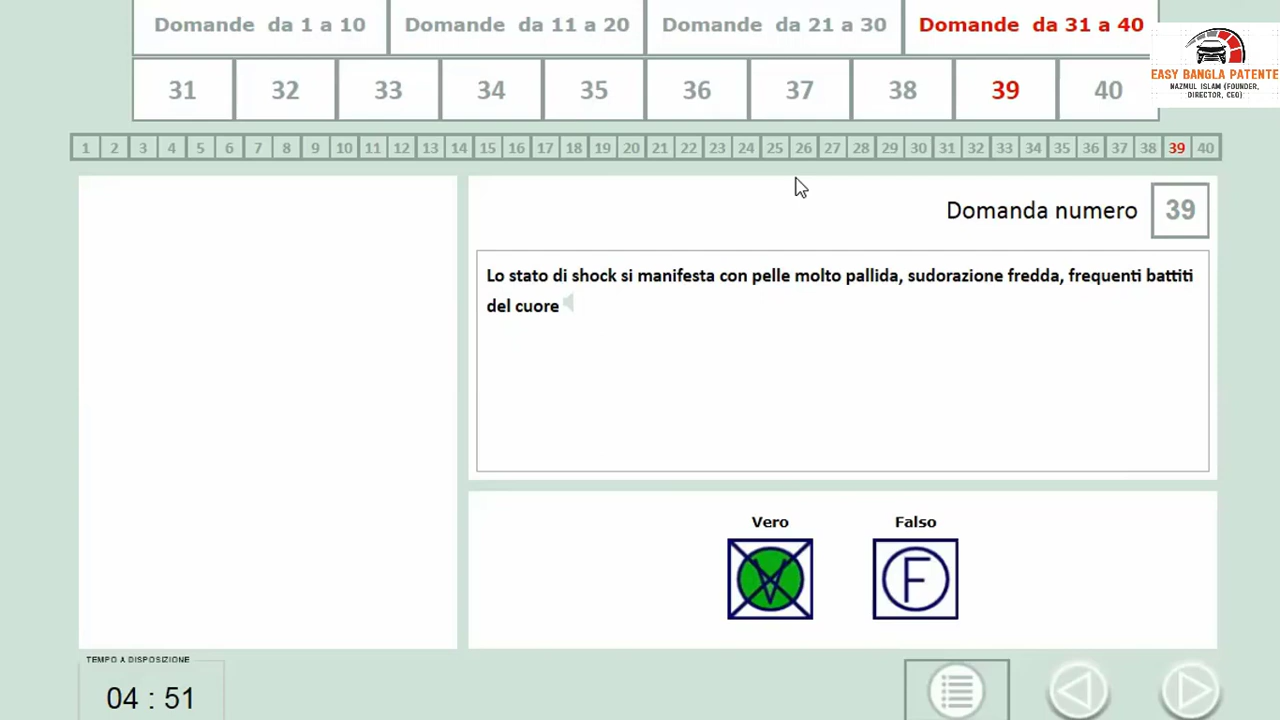 Domande da 1 a 10
Domande da 11 a 20
Domande da 21 a 30
Domande da 31 a 40
31 32 33 34 35 36 37 38 39 40
EASY BANGLA PATENTE
NAZMUL ISLAM (FOUNDER,
DIRECTOR, CEO)
1 2 3 4 5 6 7 8 9 10 11 12 13 14 15 16 17 18 19 20 21 22 23 24 25 26 27 28 29 30 31 32 33 34 35 36 37 38 39 40
Domanda numero 39
Lo stato di shock si manifesta con pelle molto pallida, sudorazione fredda, frequenti battiti
del cuore
Vero Falso
V F
TEMPO A DISPOSIZIONE
04 : 51